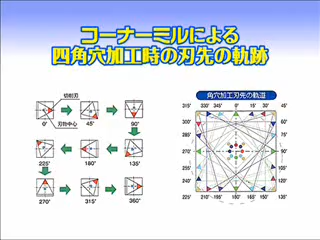 コーナーミルによる
四角穴加工時の刃先の軌跡
切削刃
刃物中心
0°
45°
90°
225°
180°
135°
270°
315°
360°
角穴加工刃先の軌道
315° 330° 345° 0° 15° 30° 45°
300° 60°
285° 75°
270° 90°
255° 105°
240° 120°
225° 210° 195° 180° 165° 150° 135°